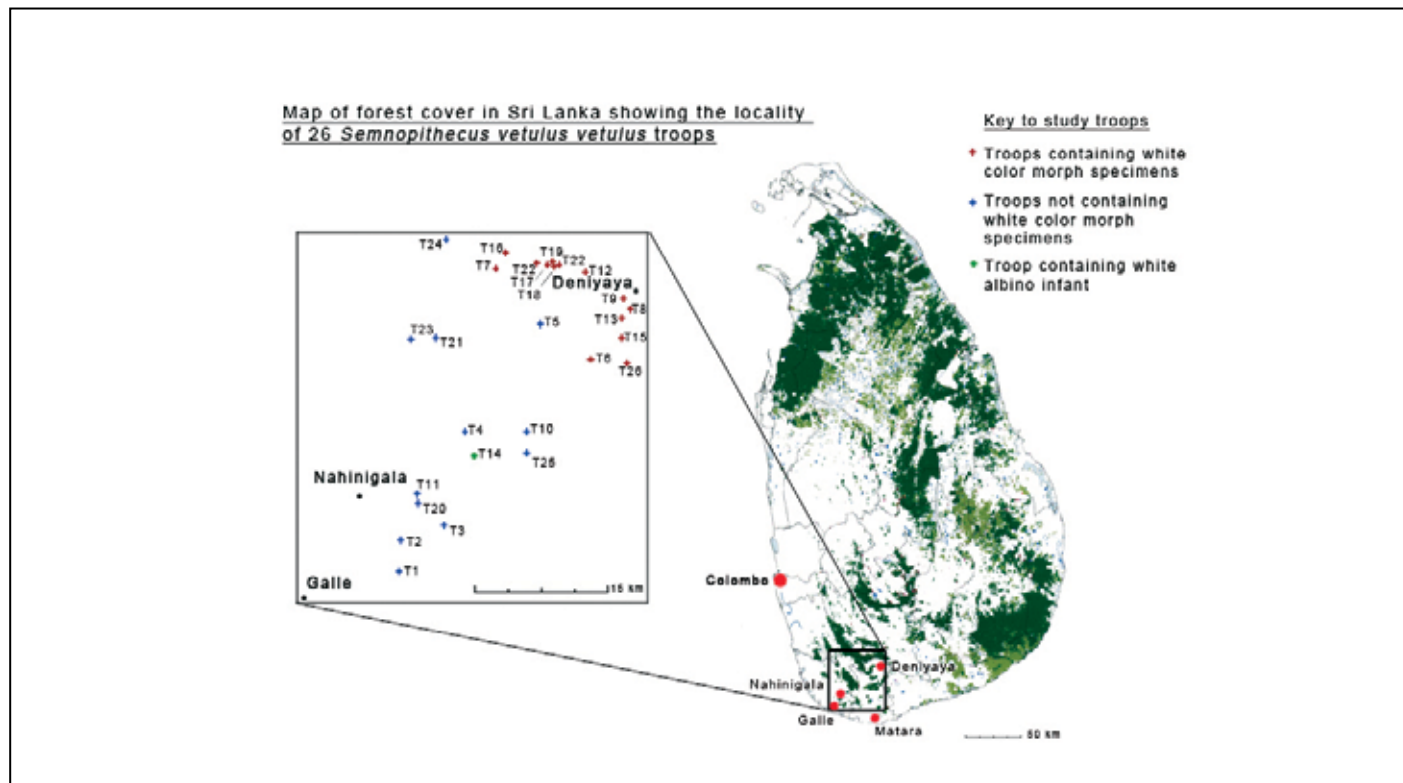 Map of forest cover in Sri Lanka showing the locality
of 26 Semnopithecus vetulus vetulus troops
Key to study troops
Troops containing white
color morph specimens
Troops not containing
white color morph
specimens
Troop containing white
albino infant
T24
T16
T19
T7
T22
T22
T12
T17
T18
Deniyaya
T9
T8
T5
T13
T23
T21
T15
T6
T26
T4
T10
T14
T25
Nahinigala
T11
T20
T3
T2
T1
Galle
15 km
Colombo
Deniyaya
Nahinigala
Galle
Matara
50 km